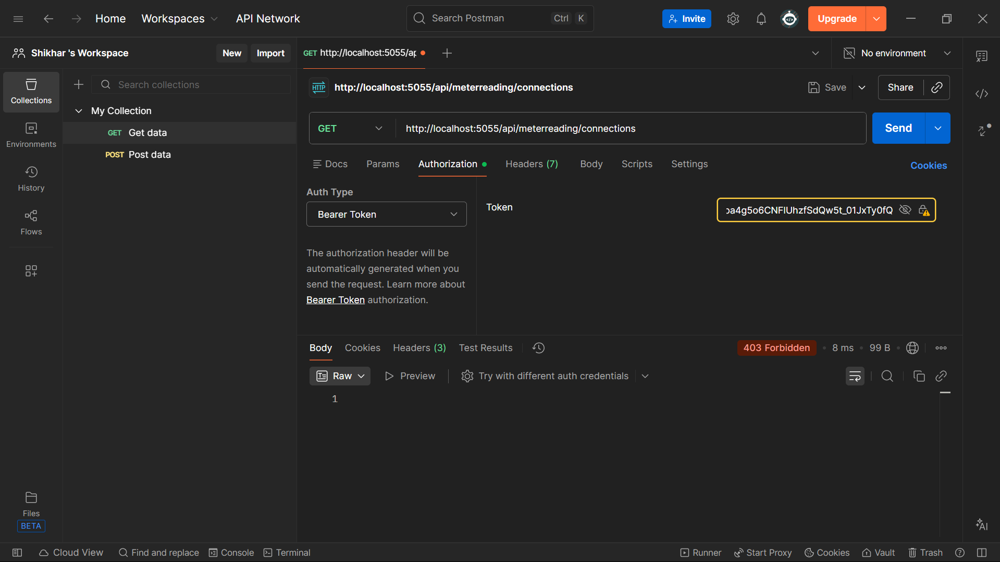 Home
Workspaces
API Network
Search Postman
Ctrl K
Invite
Upgrade
Shikhar 's Workspace
New
Import
GET http://localhost:5055/ap
No environment
Collections
Search collections
HTTP
http://localhost:5055/api/meterreading/connections
Save
Share
My Collection
GET Get data
POST Post data
Environments
History
Flows
GET
http://localhost:5055/api/meterreading/connections
Send
Docs
Params
Authorization
Headers (7)
Body
Scripts
Settings
Cookies
Auth Type
Bearer Token
The authorization header will be
automatically generated when you
send the request. Learn more about
Bearer Token authorization.
Token
Body
Cookies
Headers (3)
Test Results
403 Forbidden
8 ms
99 B
Raw
Preview
Try with different auth credentials
1
Files
BETA
AI
Cloud View
Find and replace
Console
Terminal
Runner
Start Proxy
Cookies
Vault
Trash